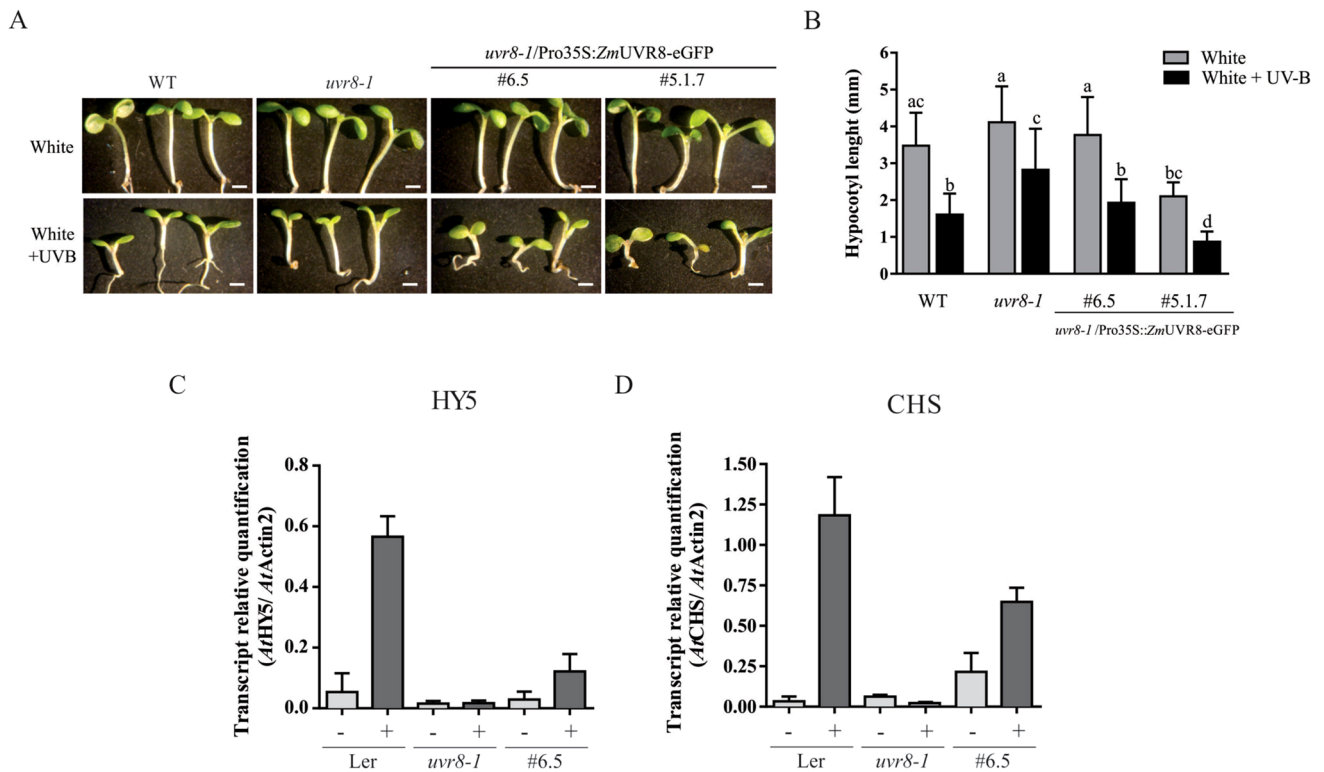 A
uvr8-1/Pro35S:ZmUVR8-eGFP
WT
uvr8-1
#6.5
#5.1.7
White
White
+UVB
B
Hypocotyl lenght (mm)
6
5
4
3
2
1
0
White
White + UV-B
ac
b
a
c
a
b
bc
d
WT
uvr8-1
#6.5
#5.1.7
uvr8-1/Pro35S::ZmUVR8-eGFP
C
HY5
Transcript relative quantification
(AtHY5/ AtActin2)
0.8
0.6
0.4
0.2
0.0
- + - + - +
Ler
uvr8-1
#6.5
D
CHS
Transcript relative quantification
(AtCHS/ AtActin2)
1.50
1.25
1.00
0.75
0.50
0.25
0.00
- + - + - +
Ler
uvr8-1
#6.5